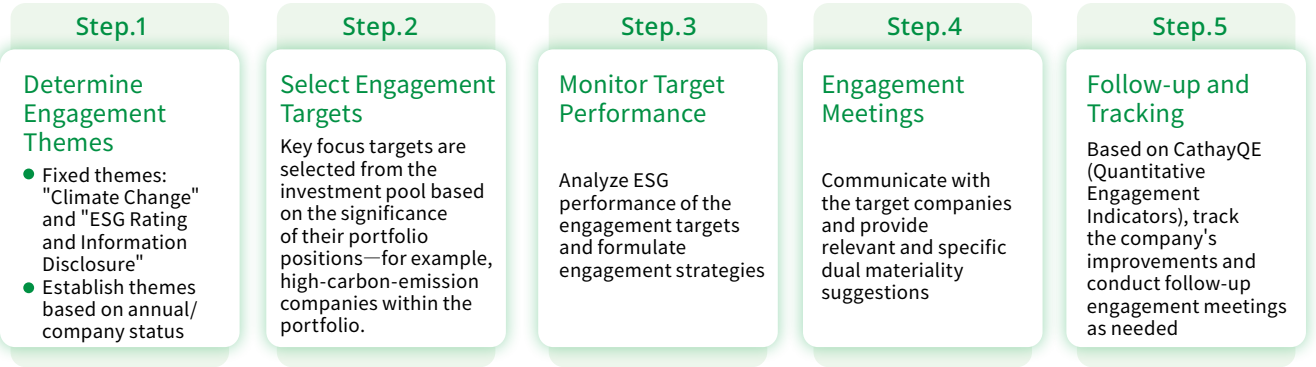 Step.1
Determine
Engagement
Themes
Fixed themes:
"Climate Change"
and "ESG Rating
and Information
Disclosure"
Establish themes
based on annual/
company status
Step.2
Select Engagement
Targets
Key focus targets are
selected from the
investment pool based
on the significance
of their portfolio
positions—for example,
high-carbon-emission
companies within the
portfolio.
Step.3
Monitor Target
Performance
Analyze ESG
performance of the
engagement targets
and formulate
engagement strategies
Step.4
Engagement
Meetings
Communicate with
the target companies
and provide
relevant and specific
dual materiality
suggestions
Step.5
Follow-up and
Tracking
Based on CathayQE
(Quantitative
Engagement
Indicators), track
the company's
improvements and
conduct follow-up
engagement meetings
as needed